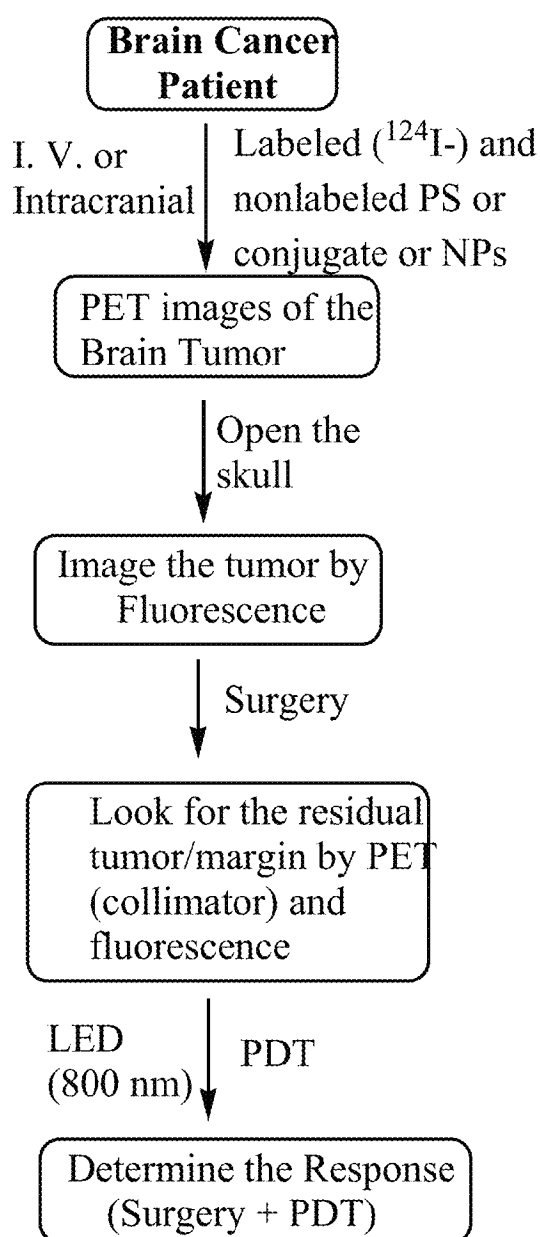 Brain Cancer
Patient
I. V. or
Intracranial
Labeled (¹²⁴I-) and
nonlabeled PS or
conjugate or NPs
PET images of the
Brain Tumor
Open the
skull
Image the tumor by
Fluorescence
Surgery
Look for the residual
tumor/margin by PET
(collimator) and
fluorescence
LED
(800 nm)
PDT
Determine the Response
(Surgery + PDT)